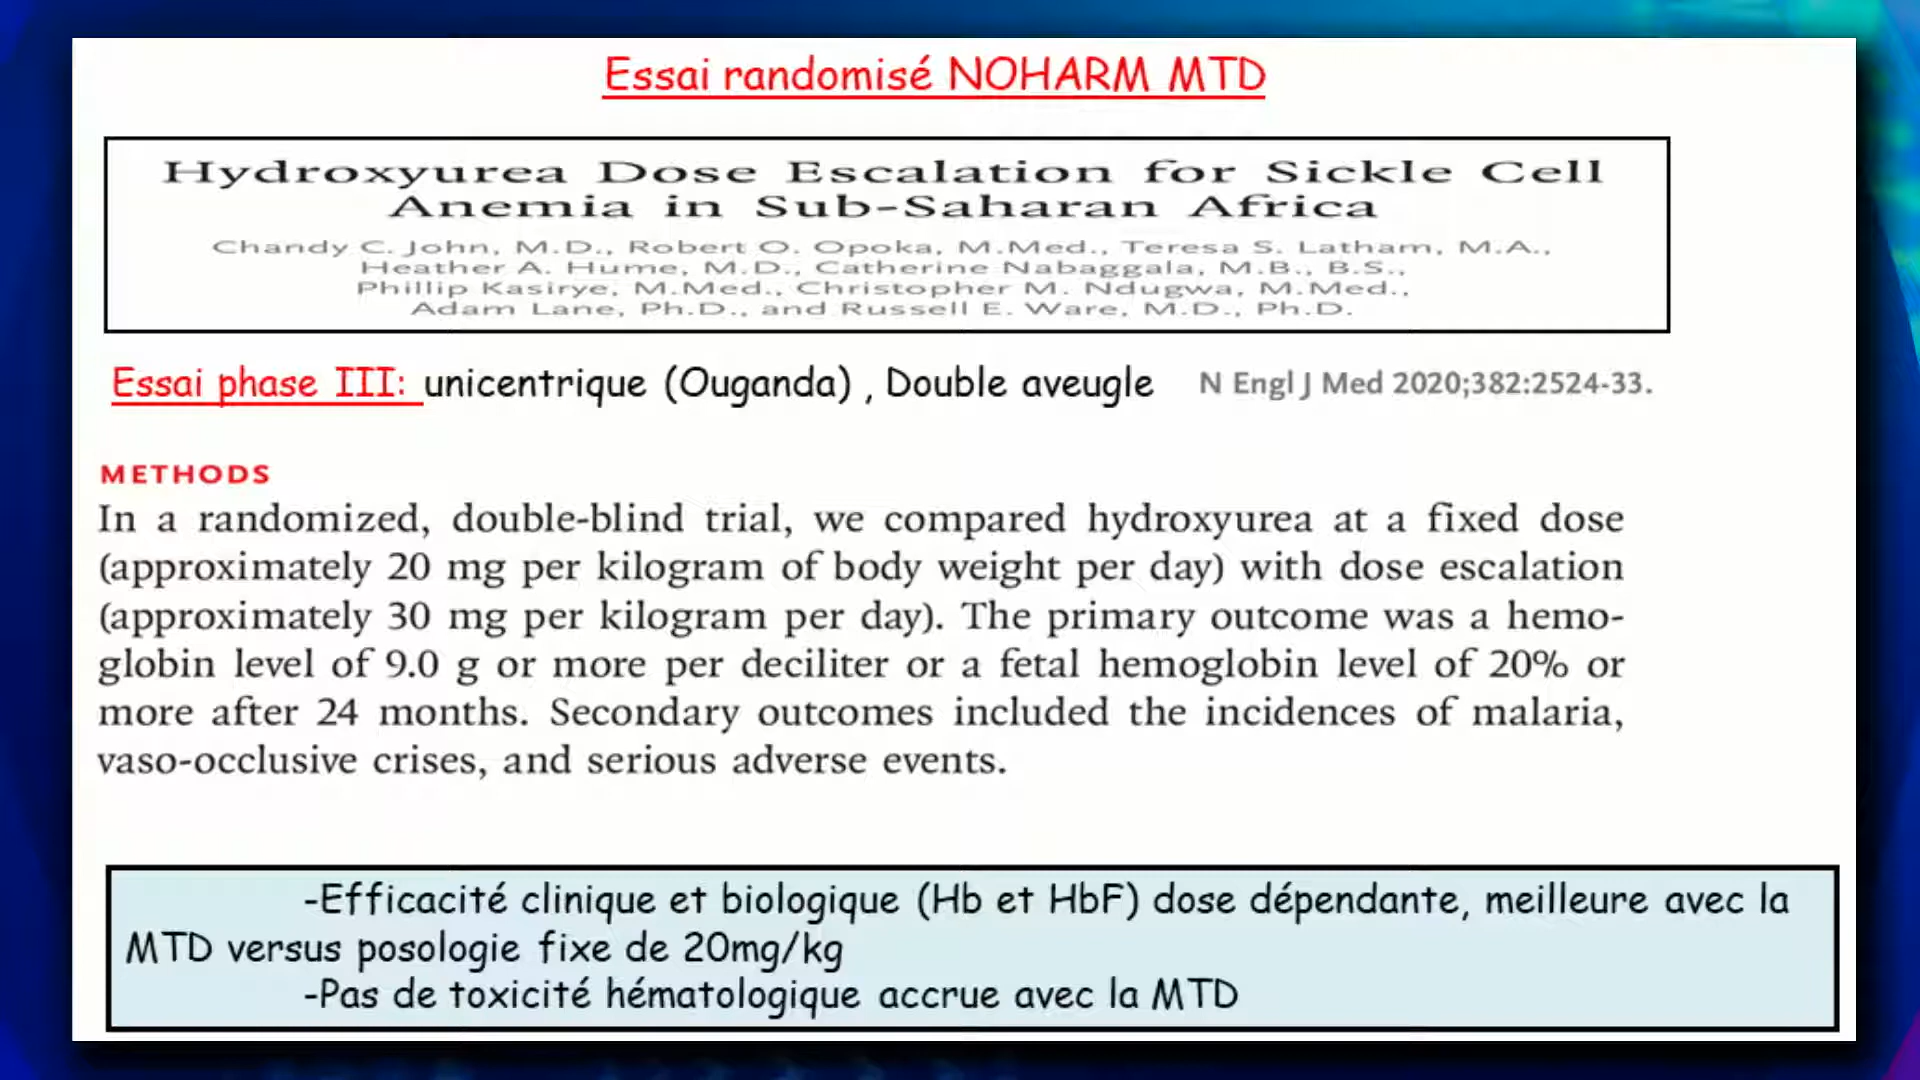 Essai randomisé NOHARM MTD
Hydroxyurea Dose Escalation for Sickle Cell
Anemia in Sub-Saharan Africa
Chandy C. John, M.D., Robert O. Opoka, M.Med., Teresa S. Latham, M.A.,
Heather A. Hume, M.D., Catherine Nabaggala, M.B., B.S.,
Phillip Kasirye, M.Med., Christopher M. Ndugwa, M.Med.,
Adam Lane, Ph.D., and Russell E. Ware, M.D., Ph.D.
Essai phase III: unicentrique (Ouganda) , Double aveugle N Engl J Med 2020;382:2524-33.
METHODS
In a randomized, double-blind trial, we compared hydroxyurea at a fixed dose
(approximately 20 mg per kilogram of body weight per day) with dose escalation
(approximately 30 mg per kilogram per day). The primary outcome was a hemo-
globin level of 9.0 g or more per deciliter or a fetal hemoglobin level of 20% or
more after 24 months. Secondary outcomes included the incidences of malaria,
vaso-occlusive crises, and serious adverse events.
-Efficacité clinique et biologique (Hb et HbF) dose dépendante, meilleure avec la
MTD versus posologie fixe de 20mg/kg
-Pas de toxicité hématologique accrue avec la MTD